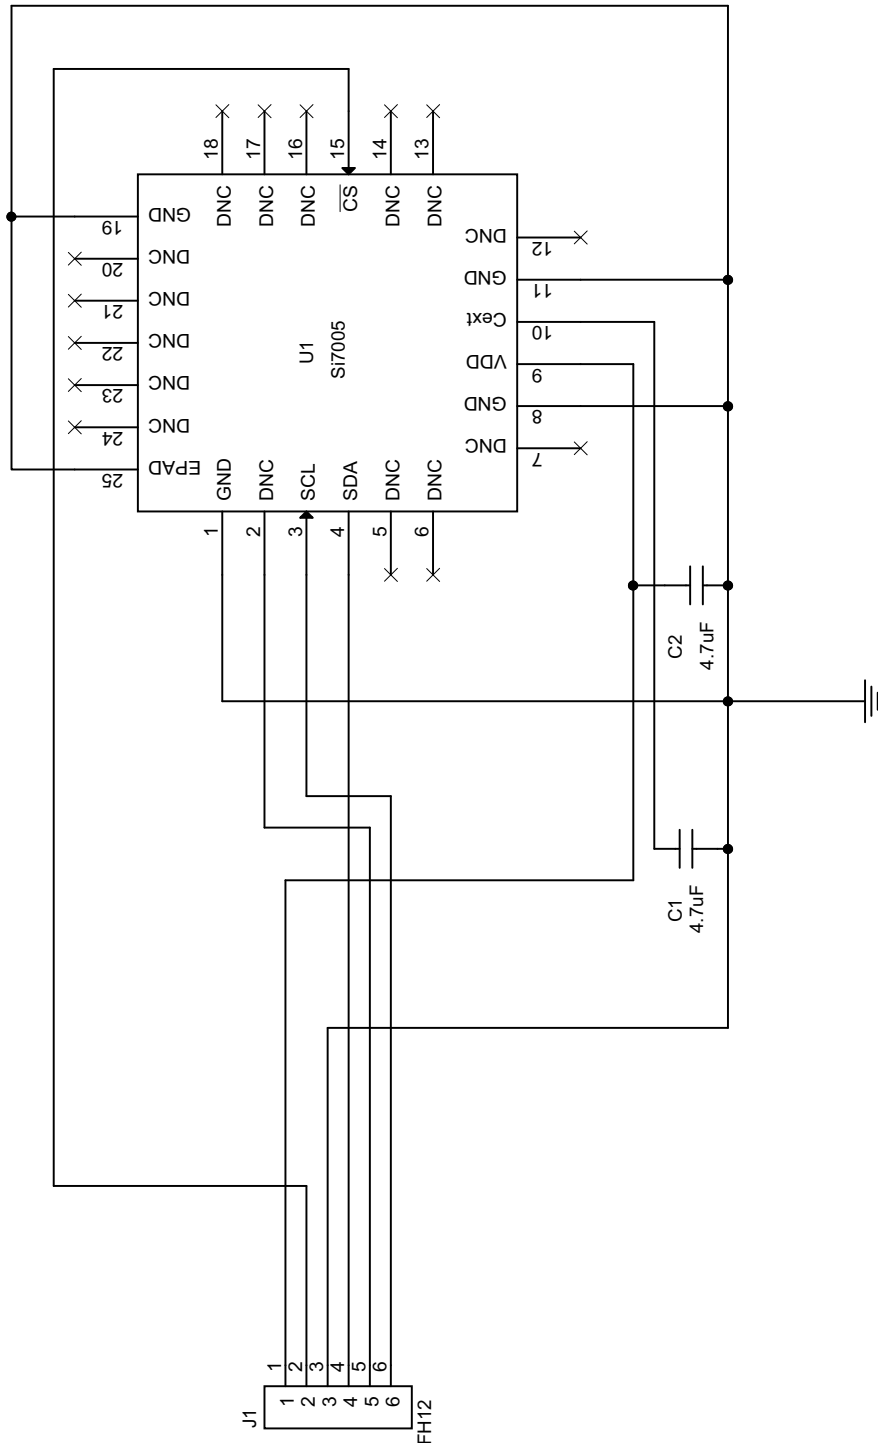 18
17
16
15
14
13
DNC
DNC
DNC
CS
DNC
DNC
19
GND
20
DNC
21
DNC
22
DNC
23
DNC
24
DNC
25
EPAD
U1
Si7005
DNC
12
GND
11
Cext
10
VDD
9
GND
8
DNC
7
GND
DNC
SCL
SDA
DNC
DNC
1
2
3
4
5
6
C2
4.7uF
C1
4.7uF
J1
1
2
3
4
5
6
1
2
3
4
5
6
FH12